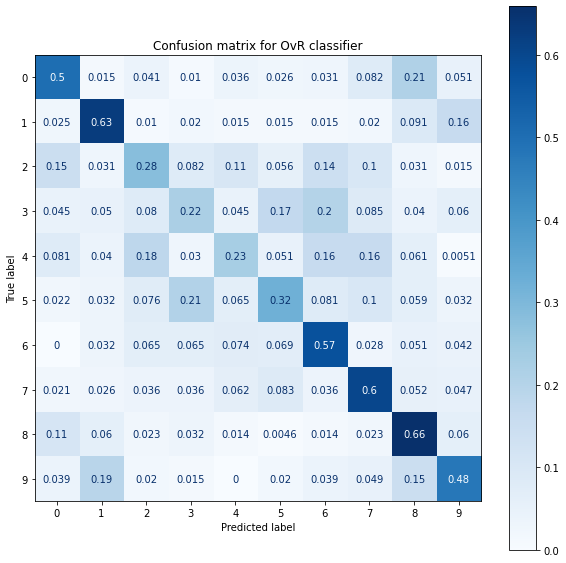 Confusion matrix for OvR classifier
0 0.5 0.015 0.041 0.01 0.036 0.026 0.031 0.082 0.21 0.051
1 0.025 0.63 0.01 0.02 0.015 0.015 0.015 0.02 0.091 0.16
2 0.15 0.031 0.28 0.082 0.11 0.056 0.14 0.1 0.031 0.015
3 0.045 0.05 0.08 0.22 0.045 0.17 0.2 0.085 0.04 0.06
4 0.081 0.04 0.18 0.03 0.23 0.051 0.16 0.16 0.061 0.0051
5 0.022 0.032 0.076 0.21 0.065 0.32 0.081 0.1 0.059 0.032
6 0 0.032 0.065 0.065 0.074 0.069 0.57 0.028 0.051 0.042
7 0.021 0.026 0.036 0.036 0.062 0.083 0.036 0.6 0.052 0.047
8 0.11 0.06 0.023 0.032 0.014 0.0046 0.014 0.023 0.66 0.06
9 0.039 0.19 0.02 0.015 0 0.02 0.039 0.049 0.15 0.48
0 1 2 3 4 5 6 7 8 9
Predicted label
True label
0.6
0.5
0.4
0.3
0.2
0.1
0.0